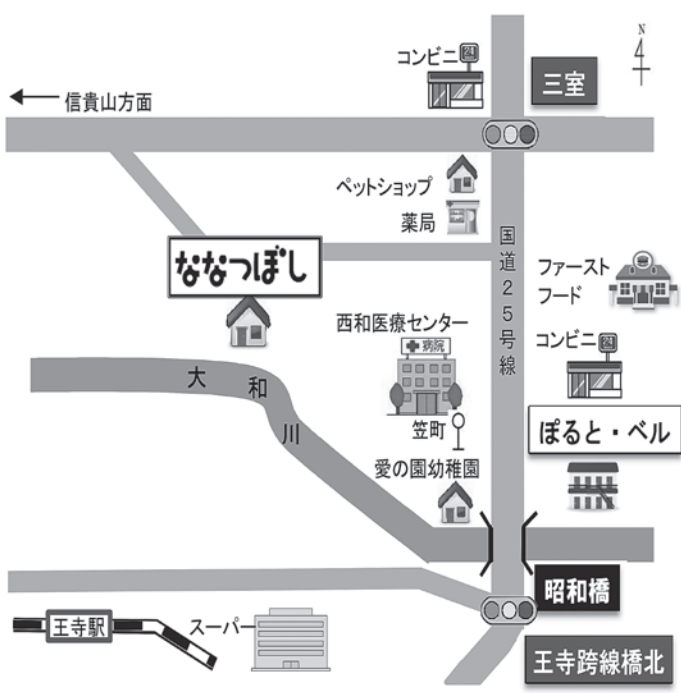 N
コンビニ
24
三室
信貴山方面
ペットショップ
薬局
国道25号線
ななつぼし
ファースト
フード
西和医療センター
病院
コンビニ
24
大和川
笠町
ぽると・ベル
愛の園幼稚園
昭和橋
王寺駅
スーパー
王寺跨線橋北